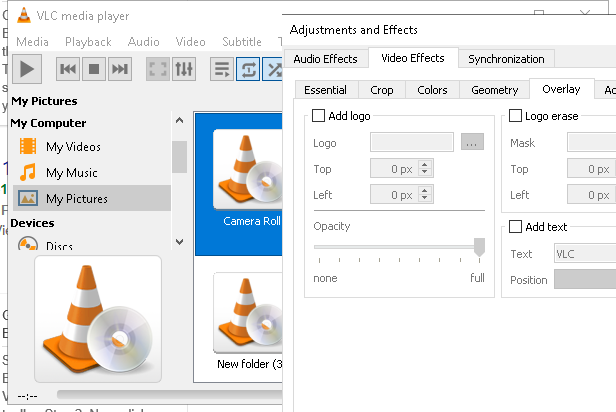 VLC media player
Media Playback Audio Video Subtitle
My Pictures
My Computer
My Videos
My Music
My Pictures
Devices
Discs
--:--
Camera Roll
New folder (3
Adjustments and Effects
Audio Effects Video Effects Synchronization
Essential Crop Colors Geometry Overlay
Add logo
Logo ...
Top 0 px
Left 0 px
Opacity
none full
Logo erase
Mask
Top 0 px
Left 0 px
Add text
Text VLC
Position